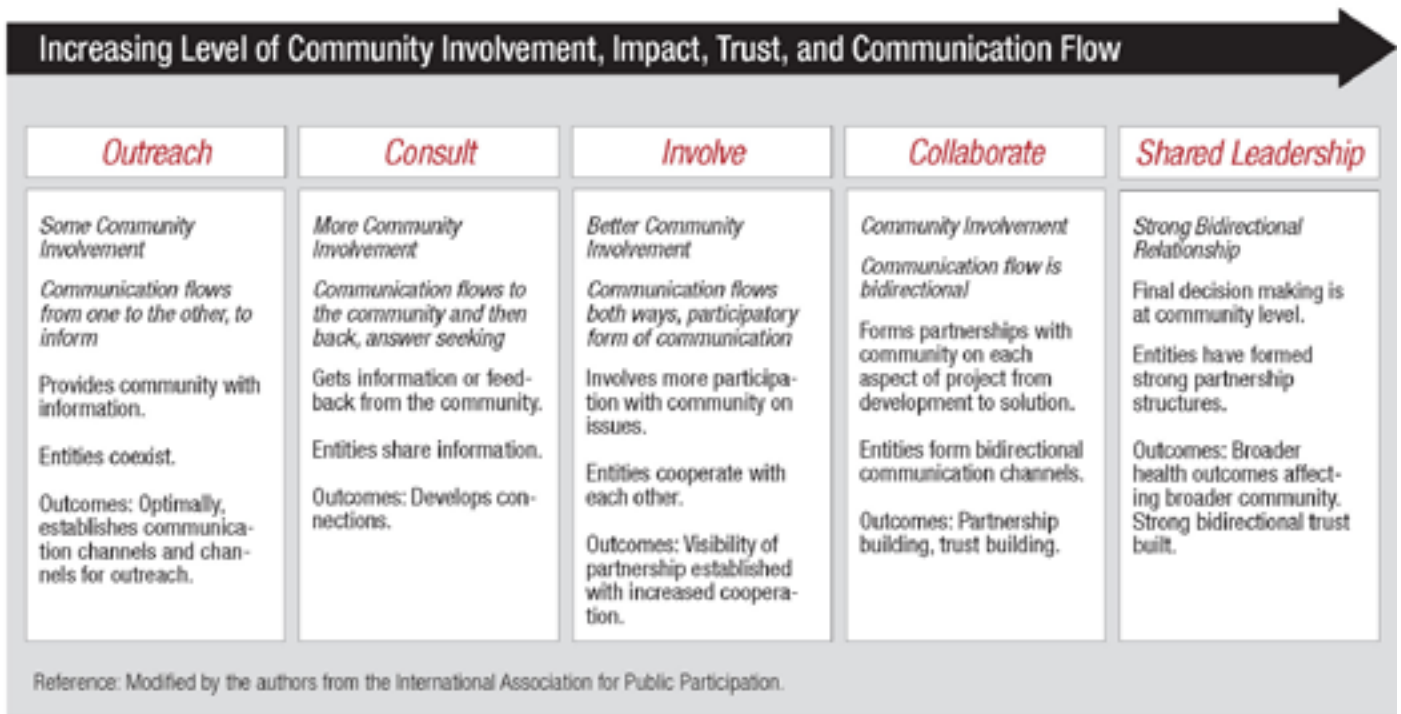 Increasing Level of Community Involvement, Impact, Trust, and Communication Flow
Outreach
Some Community
Involvement
Communication flows
from one to the other, to
inform
Provides community with
information.
Entities coexist.
Outcomes: Optimally,
establishes communica-
tion channels and chan-
nels for outreach.
Consult
More Community
Involvement
Communication flows to
the community and then
back, answer seeking
Gets information or feed-
back from the community.
Entities share information.
Outcomes: Develops con-
nections.
Involve
Better Community
Involvement
Communication flows
both ways, participatory
form of communication
Involves more participa-
tion with community on
issues.
Entities cooperate with
each other.
Outcomes: Visibility of
partnership established
with increased coopera-
tion.
Collaborate
Community Involvement
Communication flow is
bidirectional
Forms partnerships with
community on each
aspect of project from
development to solution.
Entities form bidirectional
communication channels.
Outcomes: Partnership
building, trust building.
Shared Leadership
Strong Bidirectional
Relationship
Final decision making is
at community level.
Entities have formed
strong partnership
structures.
Outcomes: Broader
health outcomes affect-
ing broader community.
Strong bidirectional trust
built.
Reference: Modified by the authors from the International Association for Public Participation.